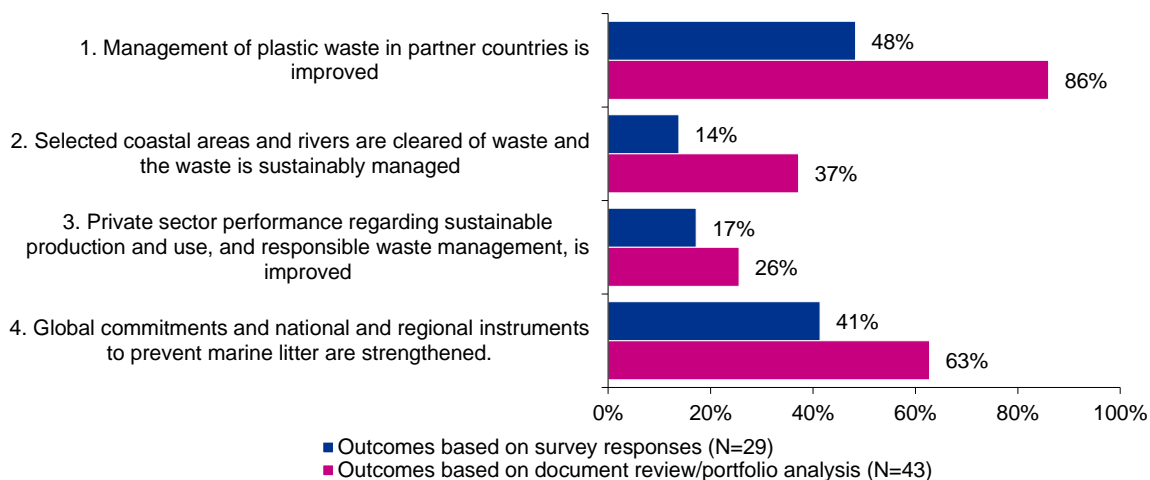 1. Management of plastic waste in partner countries is
improved
48%
86%
2. Selected coastal areas and rivers are cleared of waste and
the waste is sustainably managed
14%
37%
3. Private sector performance regarding sustainable
production and use, and responsible waste management, is
improved
17%
26%
4. Global commitments and national and regional instruments
to prevent marine litter are strengthened.
41%
63%
0% 20% 40% 60% 80% 100%
Outcomes based on survey responses (N=29)
Outcomes based on document review/portfolio analysis (N=43)